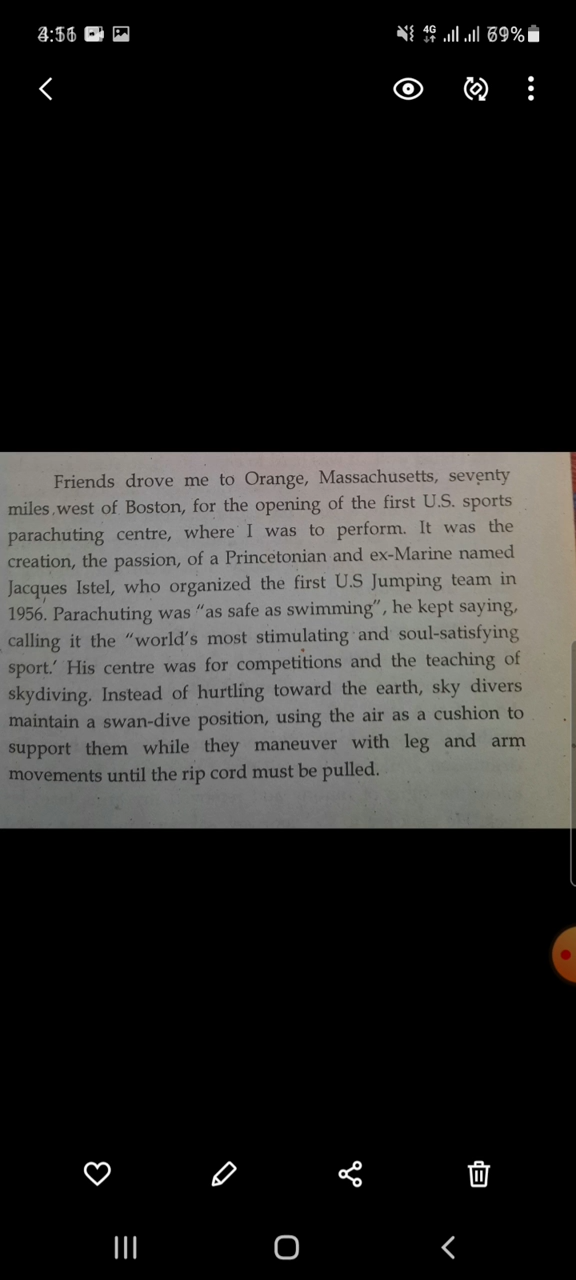 69%
4G
Friends drove me to Orange, Massachusetts, seventy
miles west of Boston, for the opening of the first U.S. sports
parachuting centre, where I was to perform. It was the
creation, the passion, of a Princetonian and ex-Marine named
Jacques Istel, who organized the first U.S Jumping team in
1956. Parachuting was "as safe as swimming", he kept saying,
calling it the "world's most stimulating and soul-satisfying
sport.' His centre was for competitions and the teaching of
skydiving. Instead of hurtling toward the earth, sky divers
maintain a swan-dive position, using the air as a cushion to
support them while they maneuver with leg and arm
movements until the rip cord must be pulled.